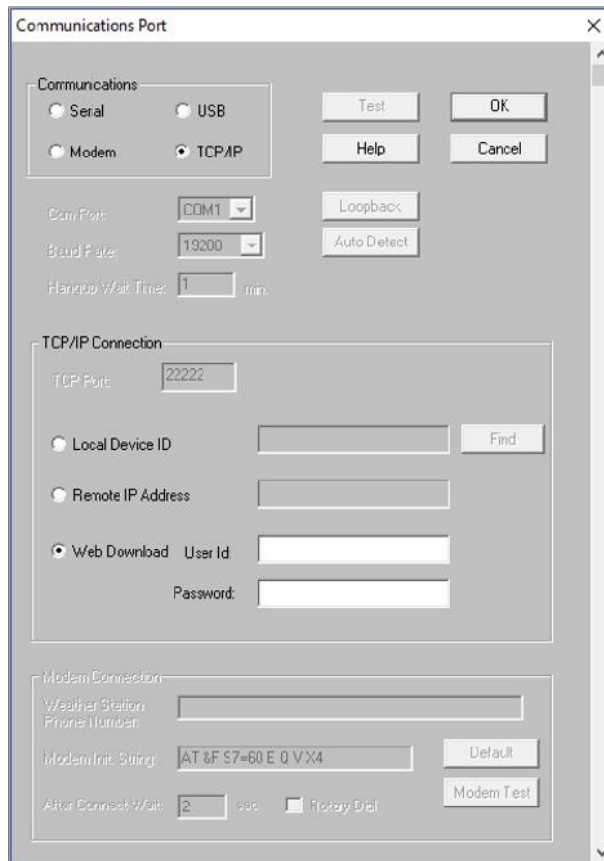 Communications Port
Communications
Serial
USB
Test
OK
Modem
TCP/IP
Help
Cancel
Com Port:
COM1
Loopback
Baud Rate:
19200
Auto Detect
Hangup Wait Time:
1
min.
TCP/IP Connection
TCP Port:
22222
Local Device ID
Find
Remote IP Address
Web Download
User Id:
Password:
Modem Connection
Weather Station
Phone Number:
Modem Init. String:
AT &F S7=60 E Q V X4
Default
After Connect Wait:
2
sec
Rotary Dial
Modem Test